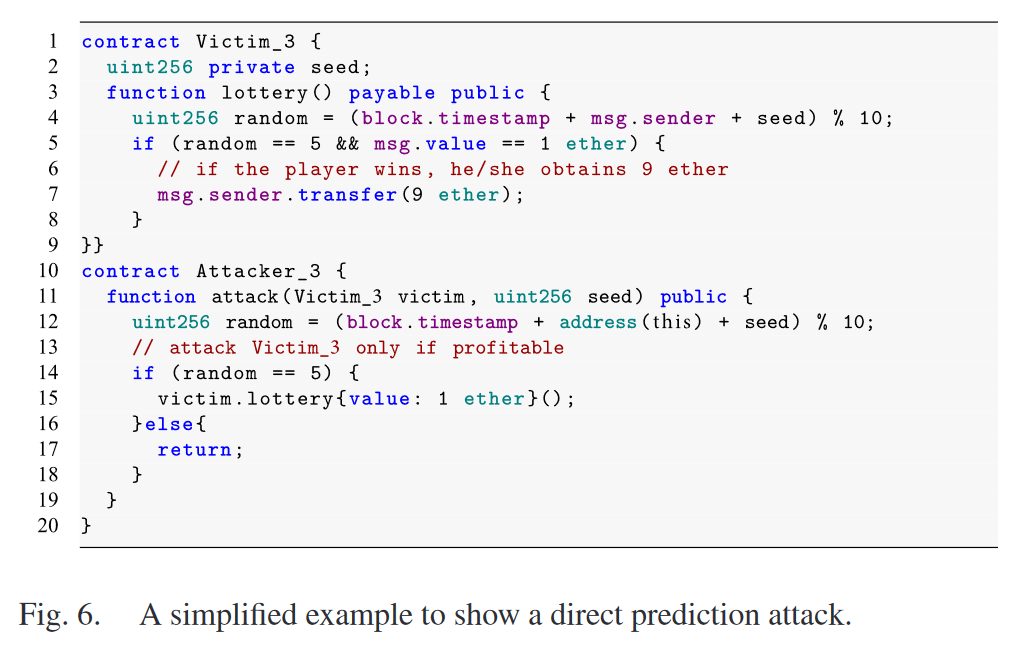 1 contract Victim_3 {
2   uint256 private seed;
3   function lottery() payable public {
4     uint256 random = (block.timestamp + msg.sender + seed) % 10;
5     if (random == 5 && msg.value == 1 ether) {
6       // if the player wins, he/she obtains 9 ether
7       msg.sender.transfer(9 ether);
8     }
9 }}
10 contract Attacker_3 {
11   function attack(Victim_3 victim, uint256 seed) public {
12     uint256 random = (block.timestamp + address(this) + seed) % 10;
13     // attack Victim_3 only if profitable
14     if (random == 5) {
15       victim.lottery{value: 1 ether}();
16     }else{
17       return;
18     }
19   }
20 }
Fig. 6. A simplified example to show a direct prediction attack.